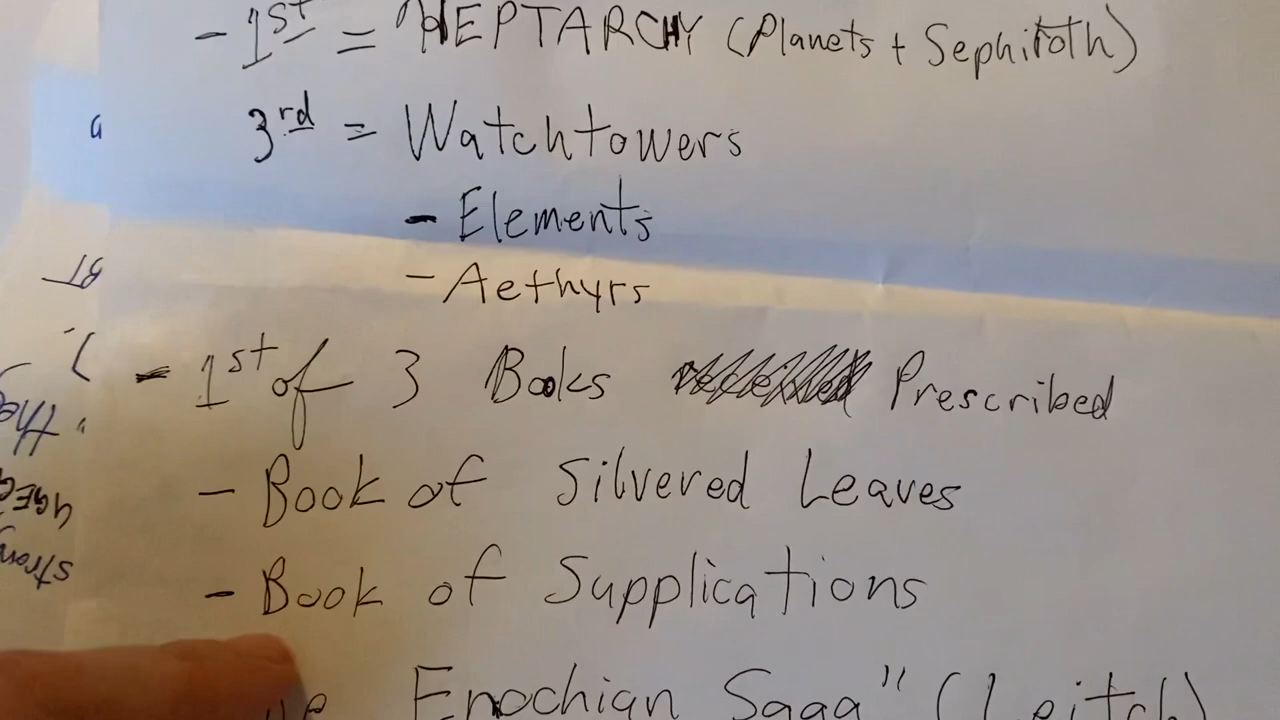 - 1st = HEPTARCHY (Planets + Sephiroth)
3rd = Watchtowers
- Elements
- Aethyrs
- 1st of 3 Books Prescribed
- Book of Silvered Leaves
- Book of Supplications
Enochian Saga" (Leitch)